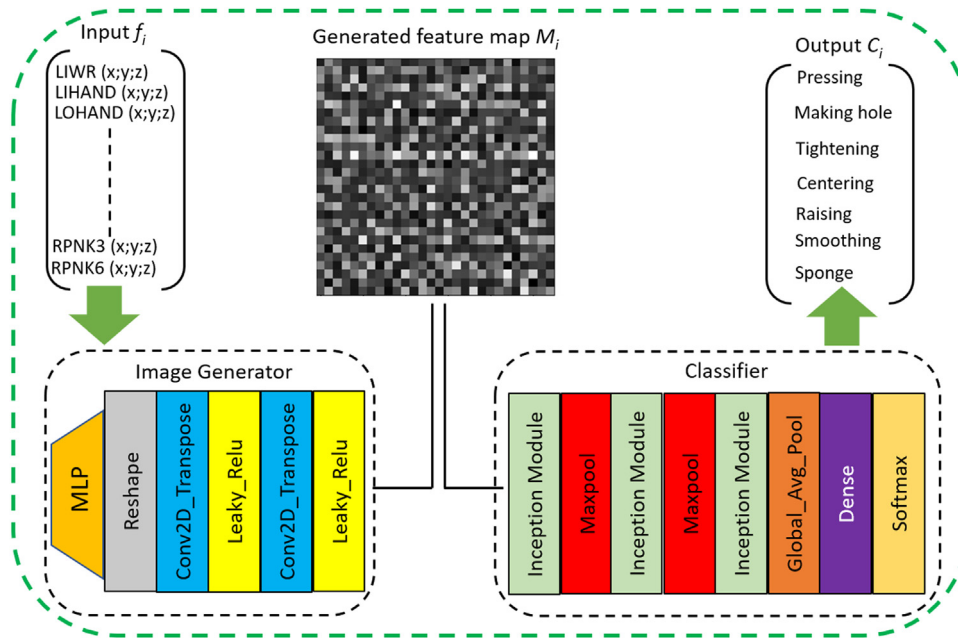 Input fi
LIWR (x;y;z)
LIHAND (x;y;z)
LOHAND (x;y;z)
RPNK3 (x;y;z)
RPNK6 (x;y;z)
Generated feature map Mi
Output Ci
Pressing
Making hole
Tightening
Centering
Raising
Smoothing
Sponge
Image Generator
MLP
Reshape
Conv2D_Transpose
Leaky_Relu
Conv2D_Transpose
Leaky_Relu
Classifier
Inception Module
Maxpool
Inception Module
Maxpool
Inception Module
Global_Avg_Pool
Dense
Softmax